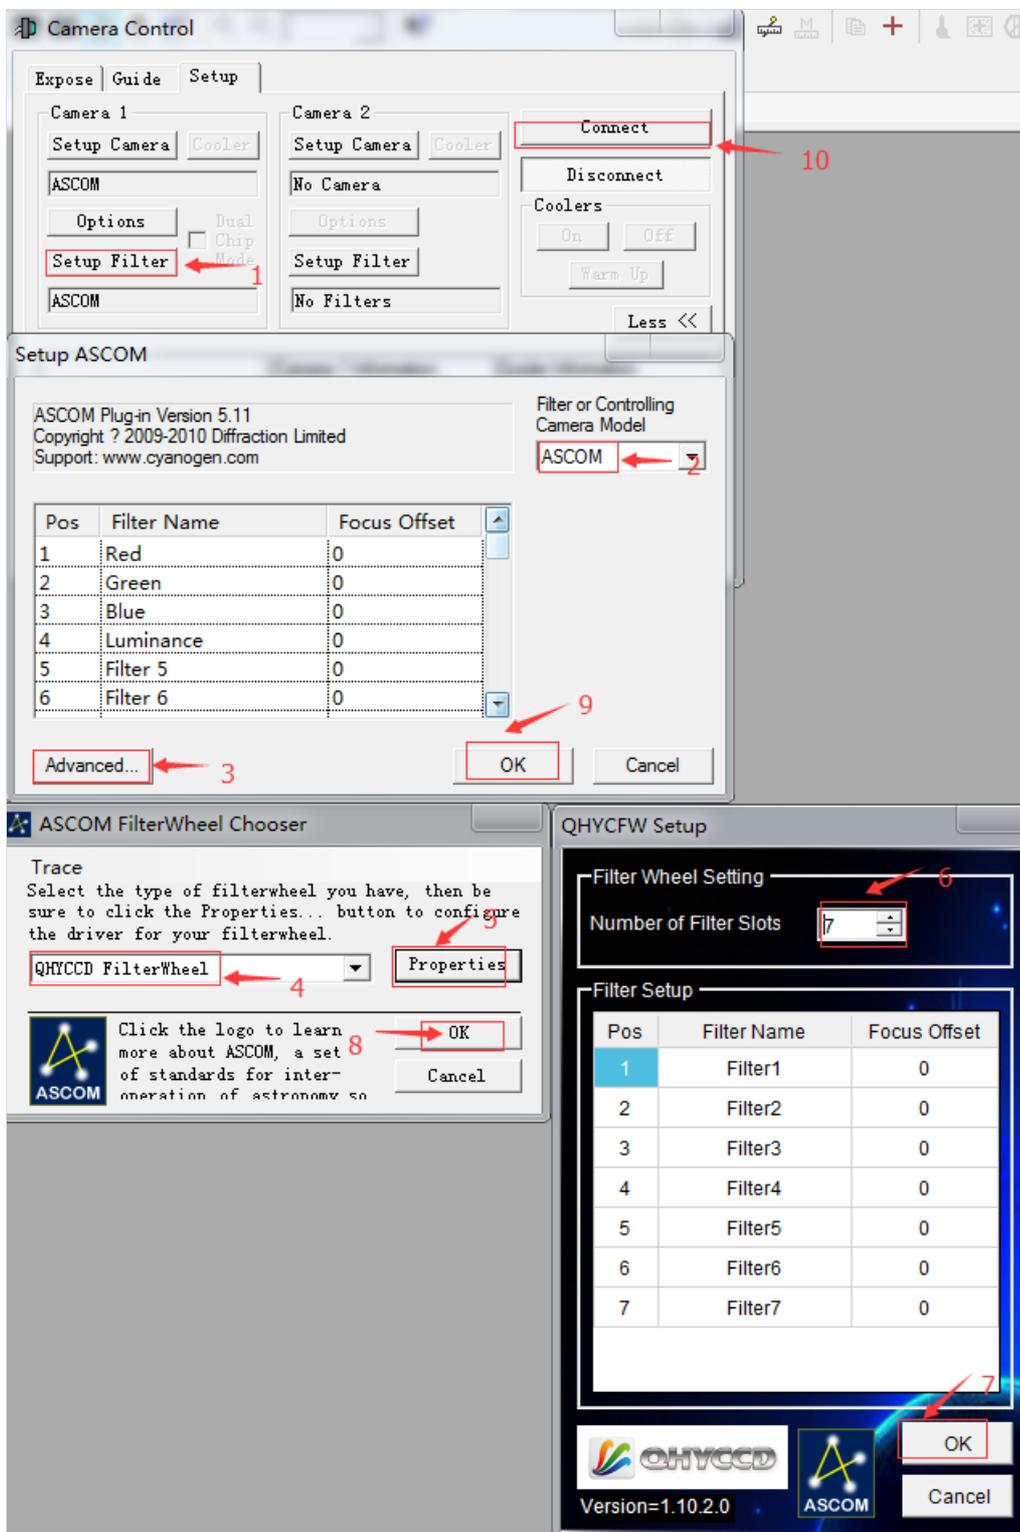 Camera Control
Expose Guide Setup
Camera 1
Setup Camera Cooler
ASCOM
Options Dual Chip Mode
Setup Filter
1
ASCOM
Camera 2
Setup Camera Cooler
No Camera
Options
Setup Filter
No Filters
Connect
10
Disconnect
Coolers
On Off
Warm Up
Less <<
Setup ASCOM
ASCOM Plug-in Version 5.11
Copyright ? 2009-2010 Diffraction Limited
Support: www.cyanogen.com
Filter or Controlling
Camera Model
ASCOM
2
Pos Filter Name Focus Offset
1 Red 0
2 Green 0
3 Blue 0
4 Luminance 0
5 Filter 5 0
6 Filter 6 0
9
Advanced... 3 OK Cancel
ASCOM FilterWheel Chooser
Trace
Select the type of filterwheel you have, then be
sure to click the Properties... button to configure
the driver for your filterwheel.
5
QHYCCD FilterWheel 4 Properties
Click the logo to learn
more about ASCOM, a set
of standards for inter-
operation of astronomy so
ASCOM
8
OK
Cancel
QHYCFW Setup
Filter Wheel Setting
6
Number of Filter Slots 7
Filter Setup
Pos Filter Name Focus Offset
1 Filter1 0
2 Filter2 0
3 Filter3 0
4 Filter4 0
5 Filter5 0
6 Filter6 0
7 Filter7 0
7
QHYCCD
Version=1.10.2.0
ASCOM
OK
Cancel